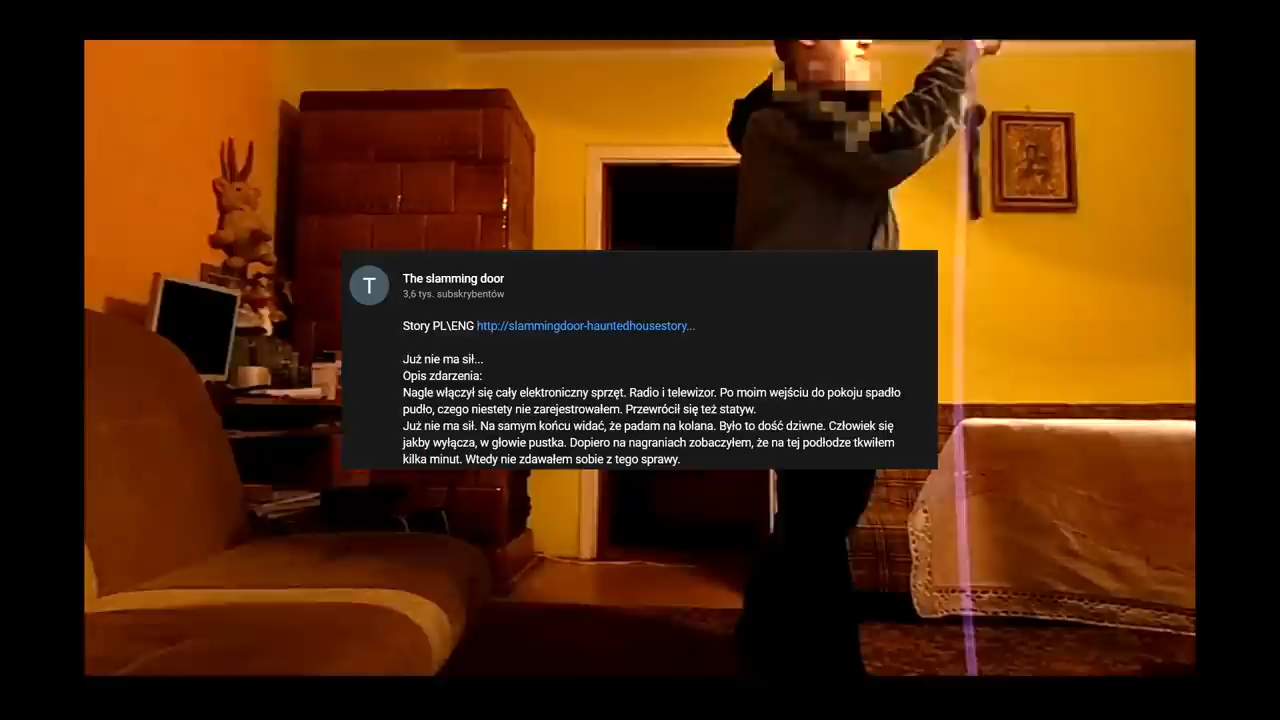 T
The slamming door
3,6 tys. subskrybentów
Story PL\ENG http://slammingdoor-hauntedhousestory...
Już nie ma sił...
Opis zdarzenia:
Nagle włączył się cały elektroniczny sprzęt. Radio i telewizor. Po moim wejściu do pokoju spadło
pudło, czego niestety nie zarejestrowałem. Przewrócił się też statyw.
Już nie ma sił. Na samym końcu widać, że padam na kolana. Było to dość dziwne. Człowiek się
jakby wyłącza, w głowie pustka. Dopiero na nagraniach zobaczyłem, że na tej podłodze tkwiłem
kilka minut. Wtedy nie zdawałem sobie z tego sprawy.